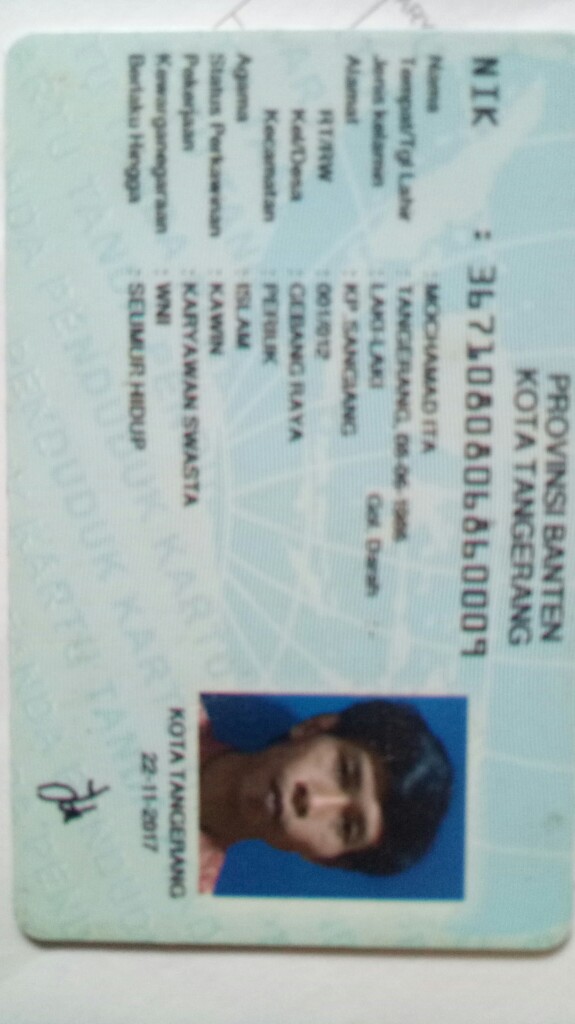 PROVINSI BANTEN
KOTA TANGERANG
NIK : 3671080806860009
Nama : MOCHAMAD ITA
Tempat/Tgl Lahir : TANGERANG, 08-06-1986
Jenis kelamin : LAKI-LAKI Gol. Darah : -
Alamat : KP. SANGIANG
RT/RW : 001/012
Kel/Desa : GEBANG RAYA
Kecamatan : PERIUK
Agama : ISLAM
Status Perkawinan : KAWIN
Pekerjaan : KARYAWAN SWASTA
Kewarganegaraan : WNI
Berlaku Hingga : SEUMUR HIDUP
KOTA TANGERANG
22-11-2017